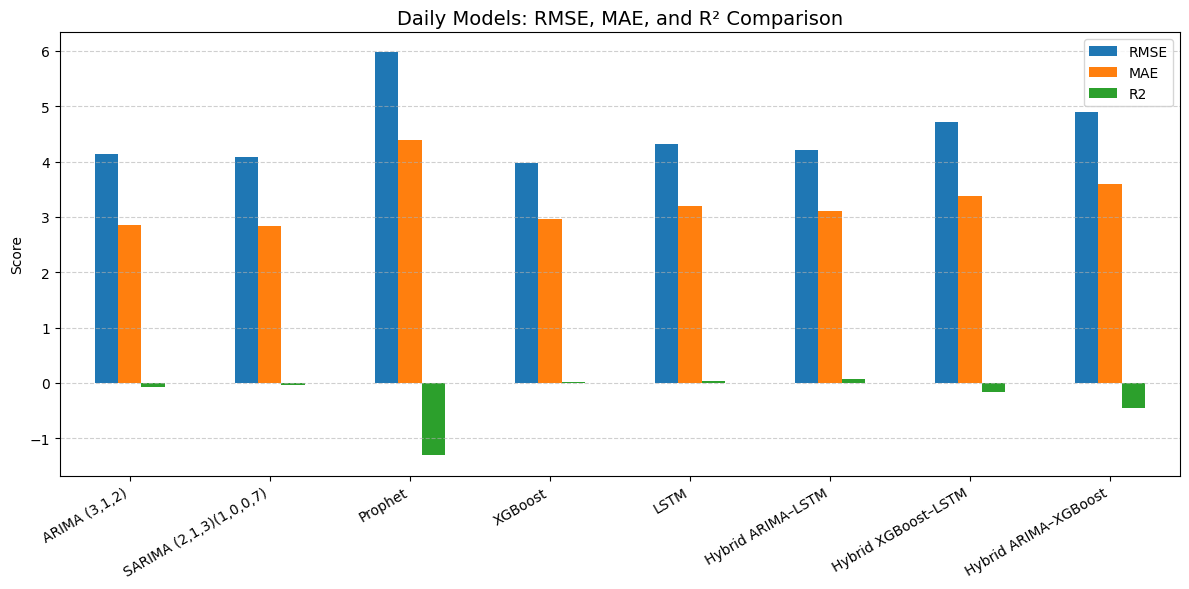 Daily Models: RMSE, MAE, and R² Comparison
RMSE
MAE
R2
Score
6
5
4
3
2
1
0
−1
ARIMA (3,1,2)
SARIMA (2,1,3)(1,0,0,7)
Prophet
XGBoost
LSTM
Hybrid ARIMA–LSTM
Hybrid XGBoost–LSTM
Hybrid ARIMA–XGBoost